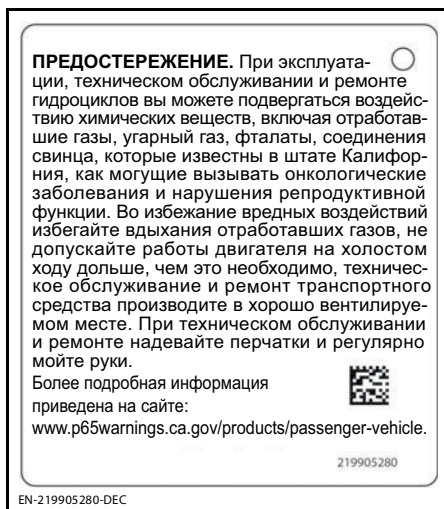 ПРЕДОСТЕРЕЖЕНИЕ. При эксплуата-
ции, техническом обслуживании и ремонте
гидроциклов вы можете подвергаться воздейс-
твию химических веществ, включая отработав-
шие газы, угарный газ, фталаты, соединения
свинца, которые известны в штате Калифор-
ния, как могущие вызывать онкологические
заболевания и нарушения репродуктивной
функции. Во избежание вредных воздействий
избегайте вдыхания отработавших газов, не
допускайте работы двигателя на холостом
ходу дольше, чем это необходимо, техничес-
кое обслуживание и ремонт транспортного
средства производите в хорошо вентилируе-
мом месте. При техническом обслуживании
и ремонте надевайте перчатки и регулярно
мойте руки.
Более подробная информация
приведена на сайте:
www.p65warnings.ca.gov/products/passenger-vehicle.
219905280
EN-219905280-DEC